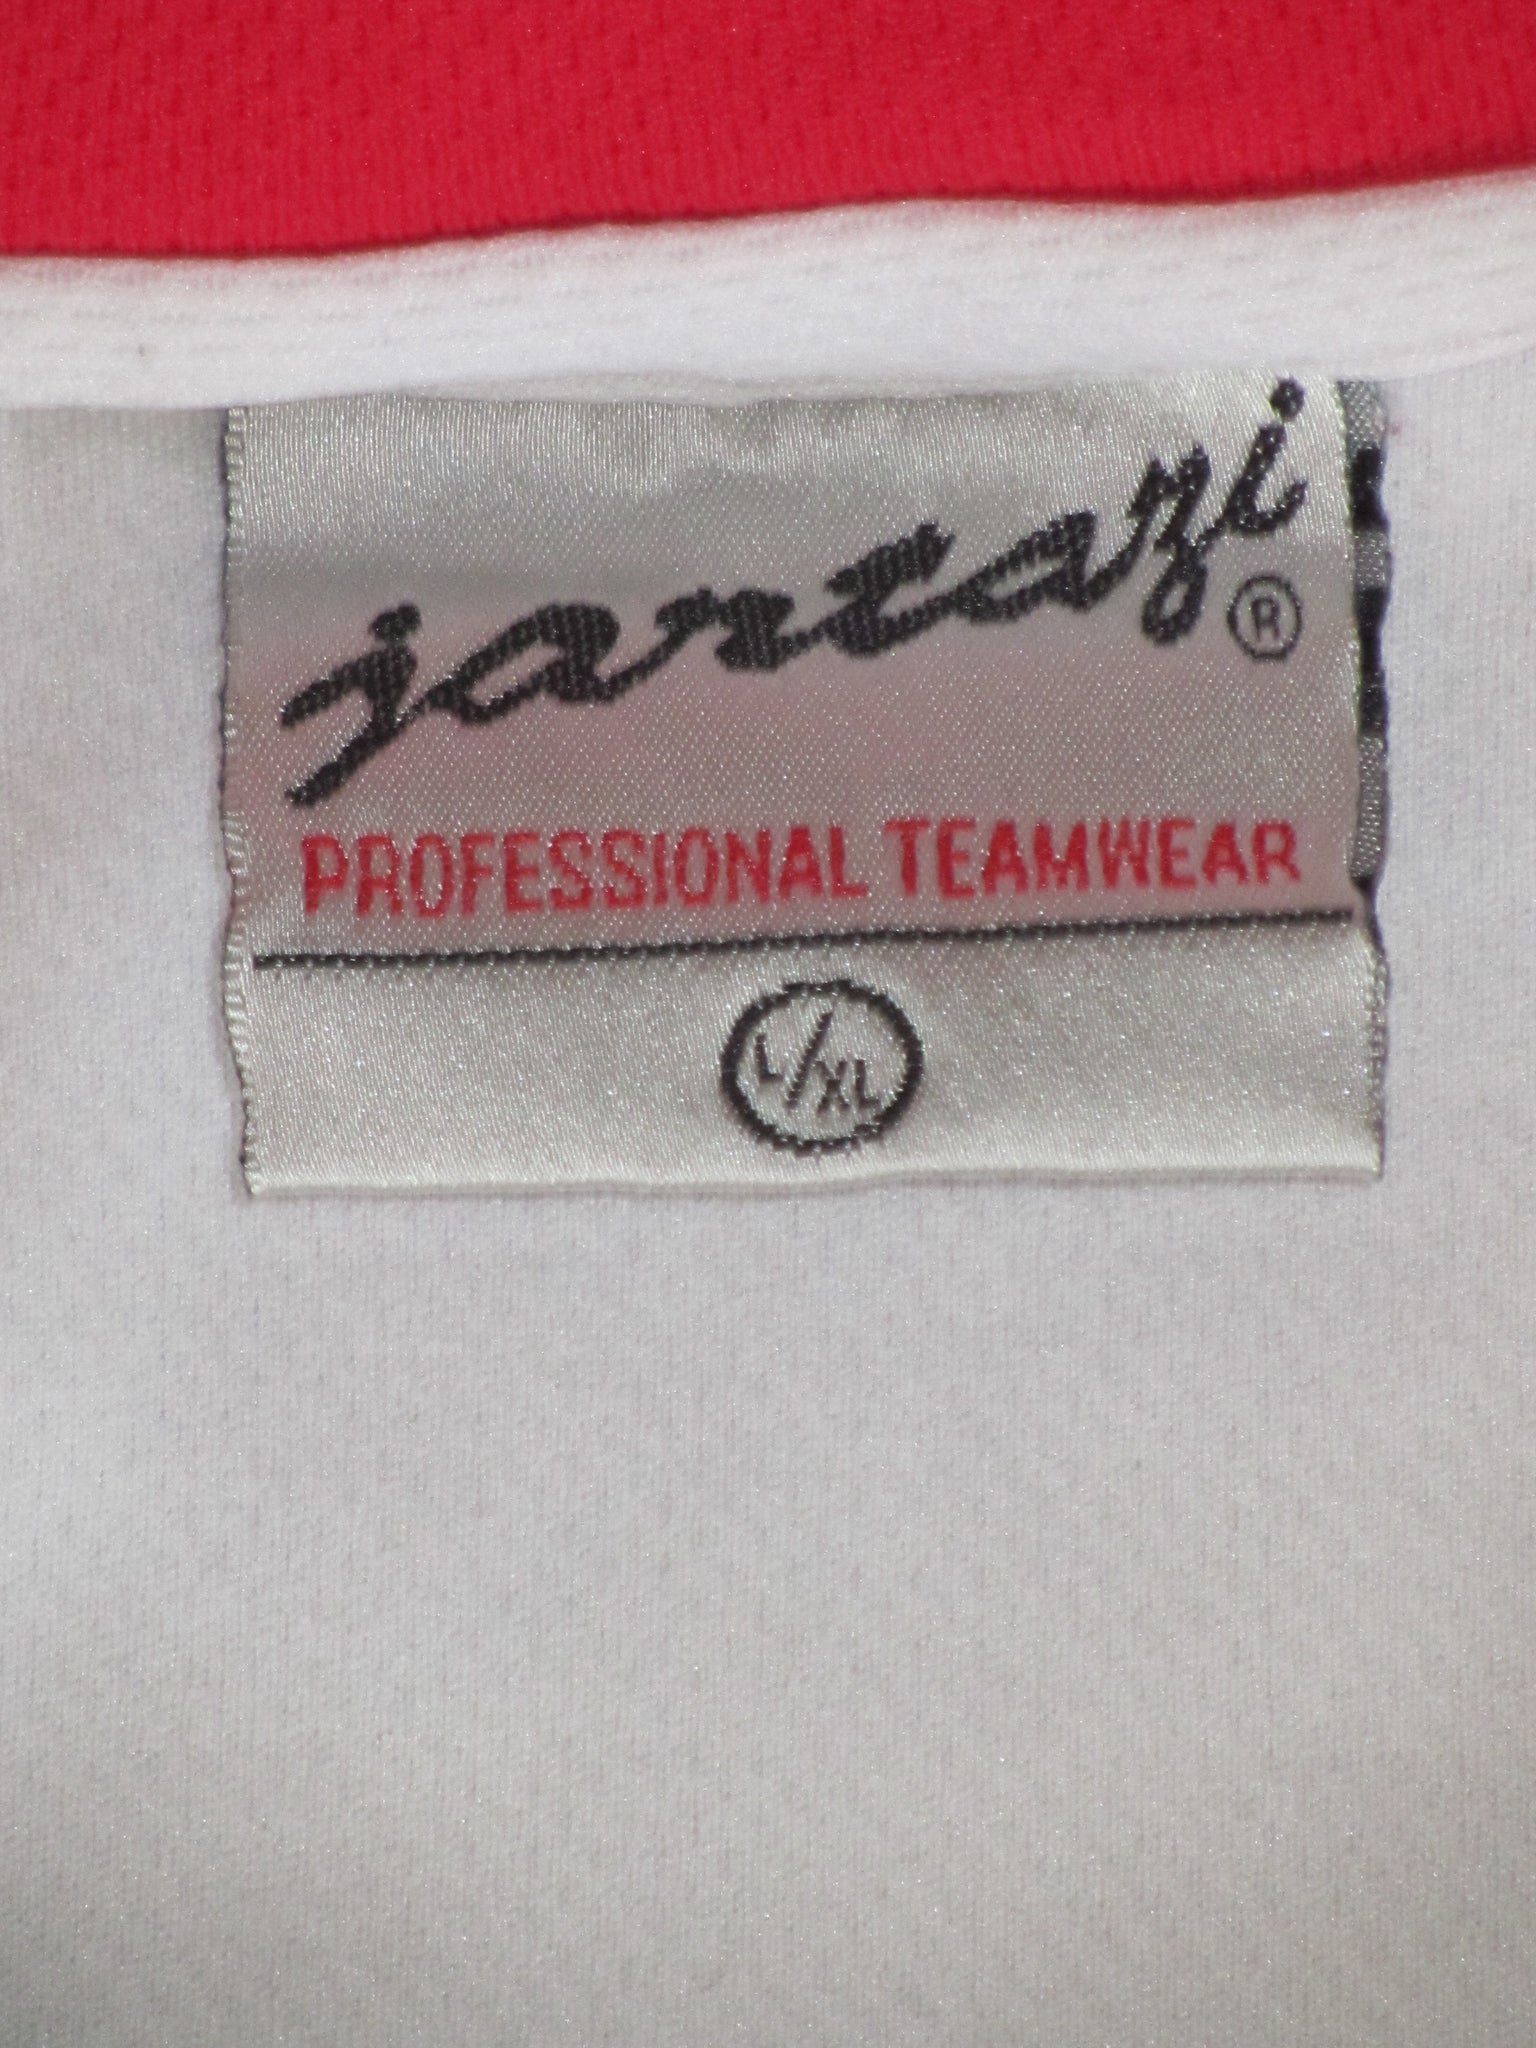 jartazi
®
PROFESSIONAL TEAMWEAR
L/XL